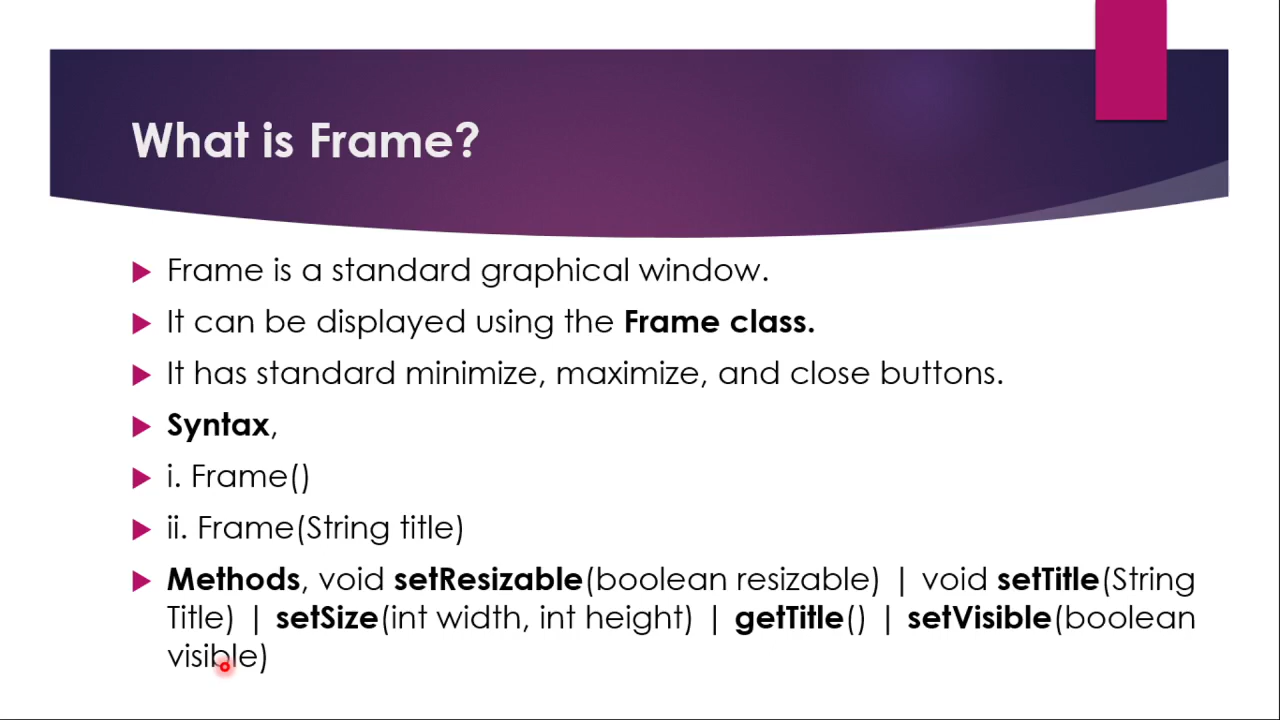 What is Frame?
Frame is a standard graphical window.
It can be displayed using the Frame class.
It has standard minimize, maximize, and close buttons.
Syntax,
i. Frame()
ii. Frame(String title)
Methods, void setResizable(boolean resizable) | void setTitle(String
Title) | setSize(int width, int height) | getTitle() | setVisible(boolean
visible)